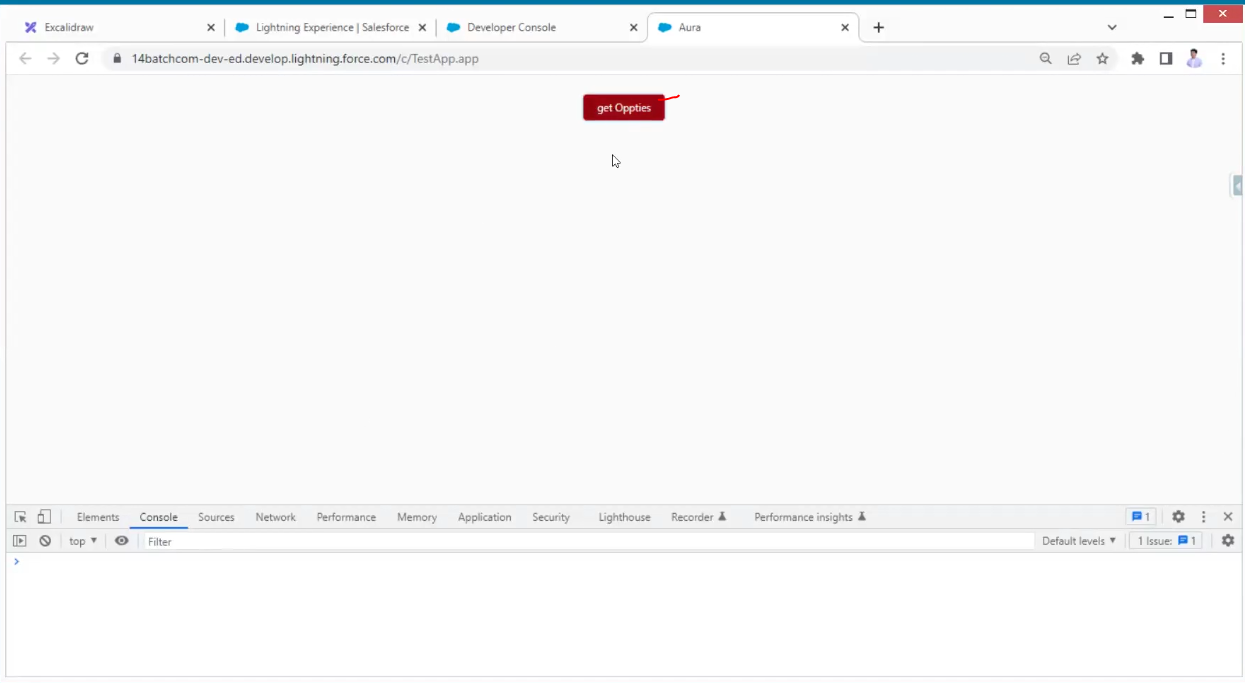 Excalidraw
Lightning Experience | Salesforce
Developer Console
Aura
14batchcom-dev-ed.develop.lightning.force.com/c/TestApp.app
get Oppties
Elements Console Sources Network Performance Memory Application Security Lighthouse Recorder Performance insights 1
top Filter Default levels 1 Issue: 1